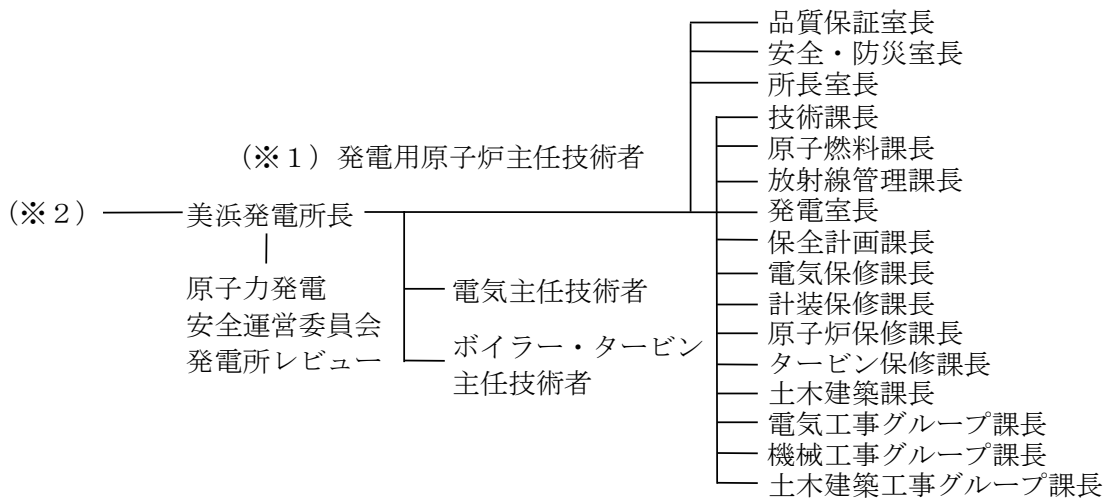 品質保証室長
安全・防災室長
所長室長
技術課長
(※1) 発電用原子炉主任技術者
原子燃料課長
放射線管理課長
(※2)
美浜発電所長
発電室長
保全計画課長
原子力発電
安全運営委員会
発電所レビュー
電気主任技術者
ボイラー・タービン
主任技術者
電気保修課長
計装保修課長
原子炉保修課長
タービン保修課長
土木建築課長
電気工事グループ課長
機械工事グループ課長
土木建築工事グループ課長